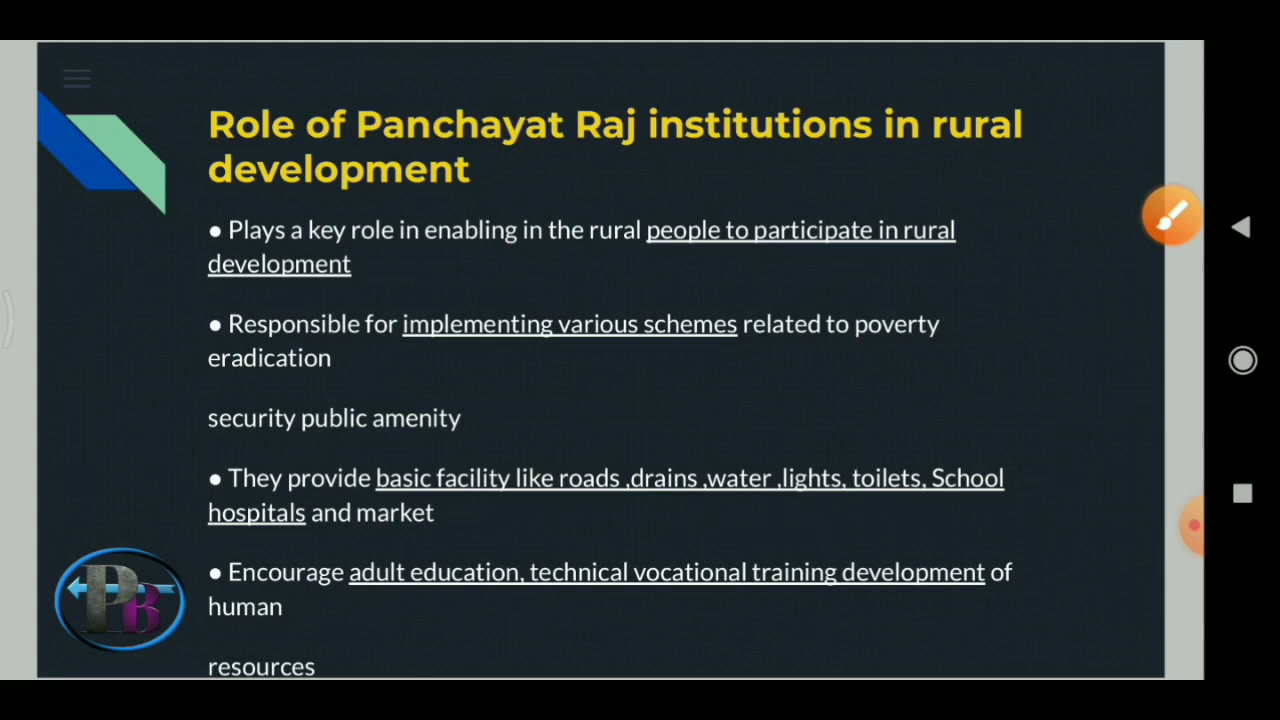 Role of Panchayat Raj institutions in rural
development
● Plays a key role in enabling in the rural people to participate in rural
development
● Responsible for implementing various schemes related to poverty
eradication
security public amenity
● They provide basic facility like roads ,drains ,water ,lights, toilets, School
hospitals and market
● Encourage adult education, technical vocational training development of
human
resources
PB